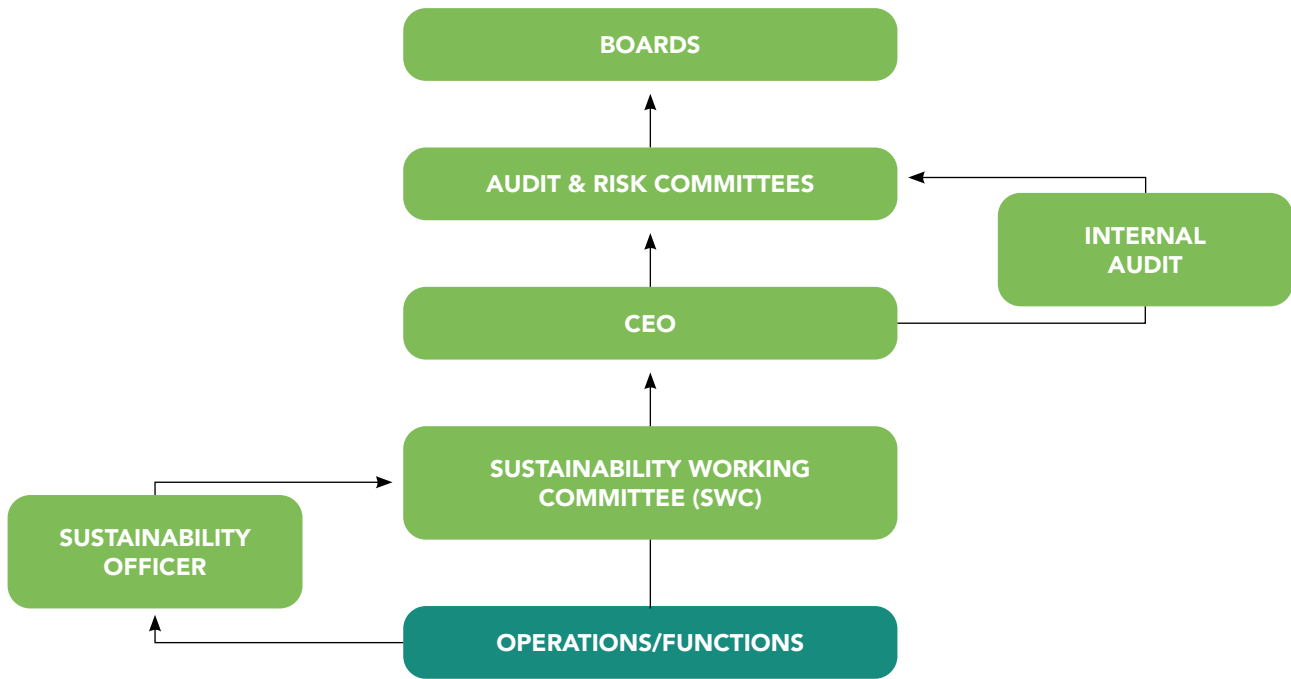 BOARDS
AUDIT & RISK COMMITTEES
INTERNAL
AUDIT
CEO
SUSTAINABILITY WORKING
COMMITTEE (SWC)
SUSTAINABILITY
OFFICER
OPERATIONS/FUNCTIONS